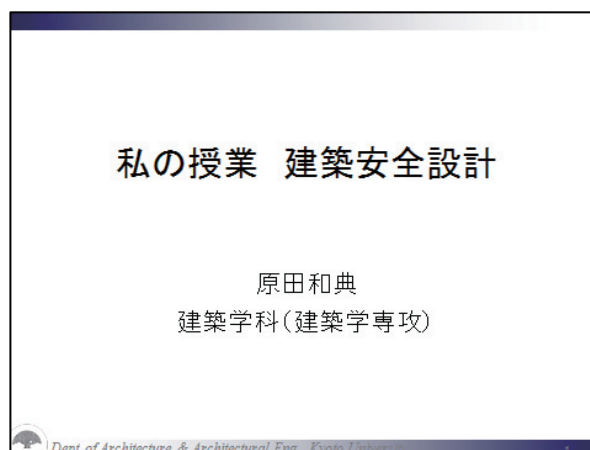 私の授業　建築安全設計
原田和典
建築学科(建築学専攻)
Dept of Architecture & Architectural Eng., Kyoto